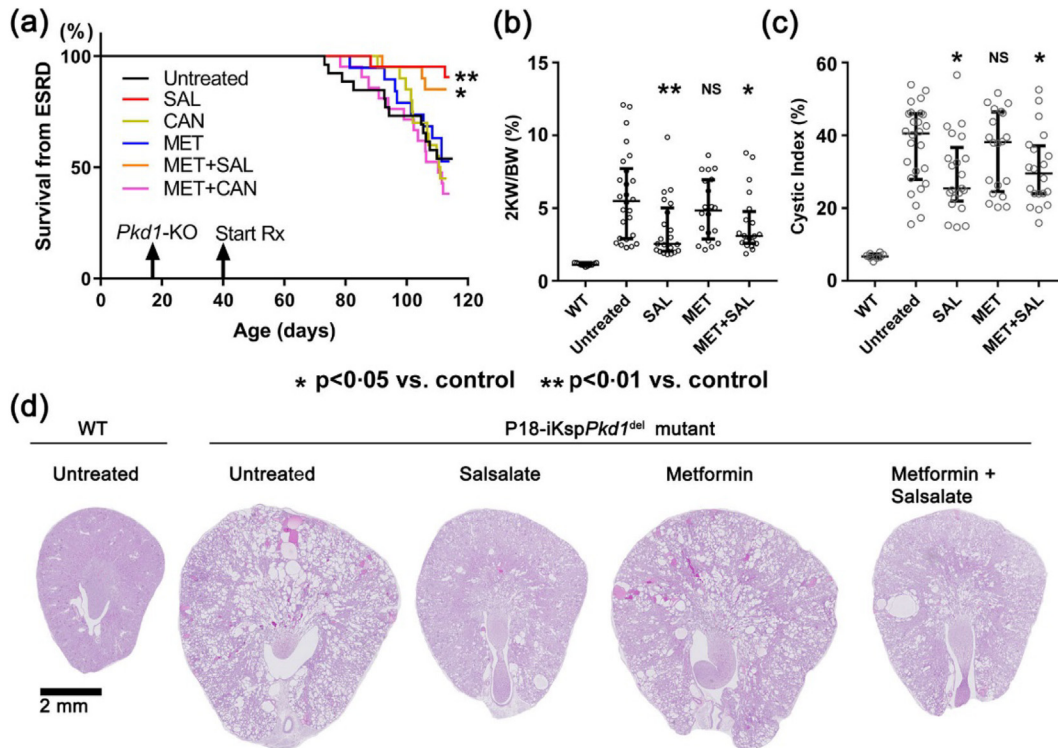 (a)
(%)
100
50
0
Survival from ESRD
Untreated
SAL
CAN
MET
MET+SAL
MET+CAN
**
*
Pkd1-KO
Start Rx
0 20 40 60 80 100 120
Age (days)
(b)
15
10
5
0
2KW/BW (%)
**
NS
*
WT
Untreated
SAL
MET
MET+SAL
(c)
60
40
20
0
Cystic Index (%)
*
NS
*
WT
Untreated
SAL
MET
MET+SAL
* p<0·05 vs. control ** p<0·01 vs. control
(d)
WT
P18-iKspPkd1del mutant
Untreated
Untreated
Salsalate
Metformin
Metformin +
Salsalate
2 mm